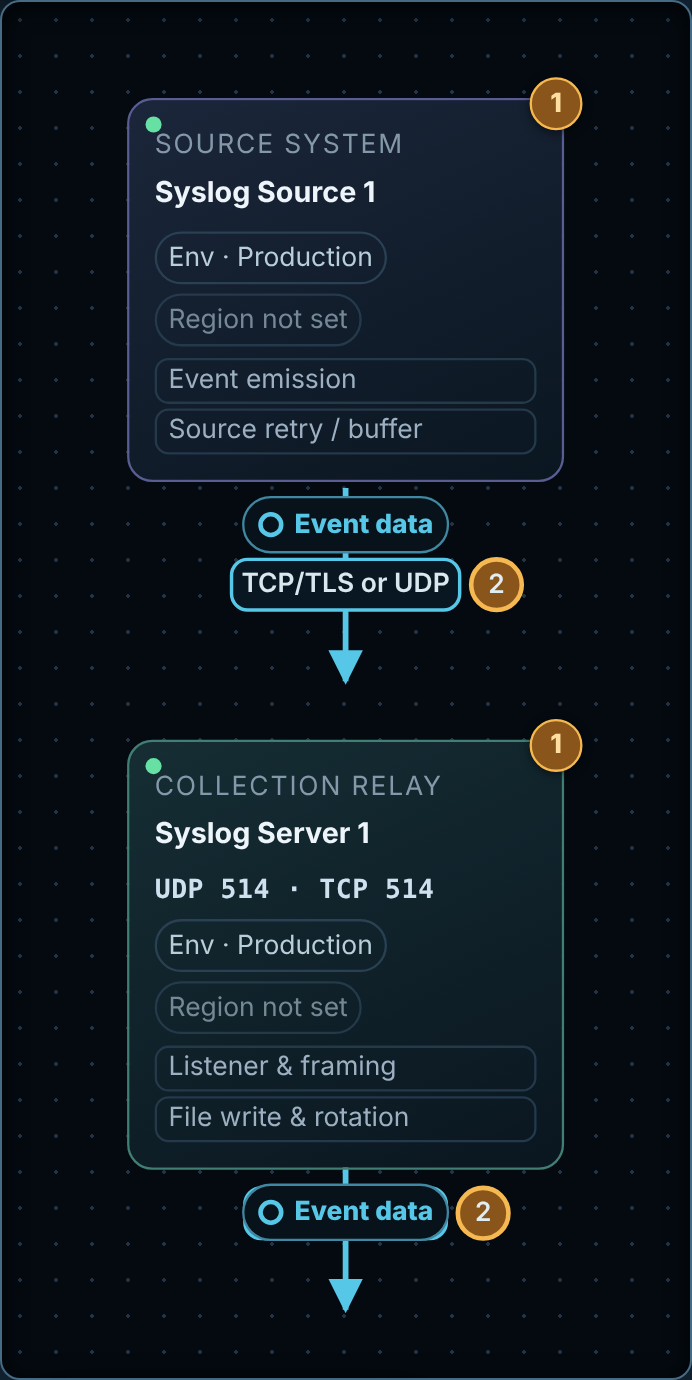 1
SOURCE SYSTEM
Syslog Source 1
Env · Production
Region not set
Event emission
Source retry / buffer
Event data
TCP/TLS or UDP
2
1
COLLECTION RELAY
Syslog Server 1
UDP 514 · TCP 514
Env · Production
Region not set
Listener & framing
File write & rotation
Event data
2